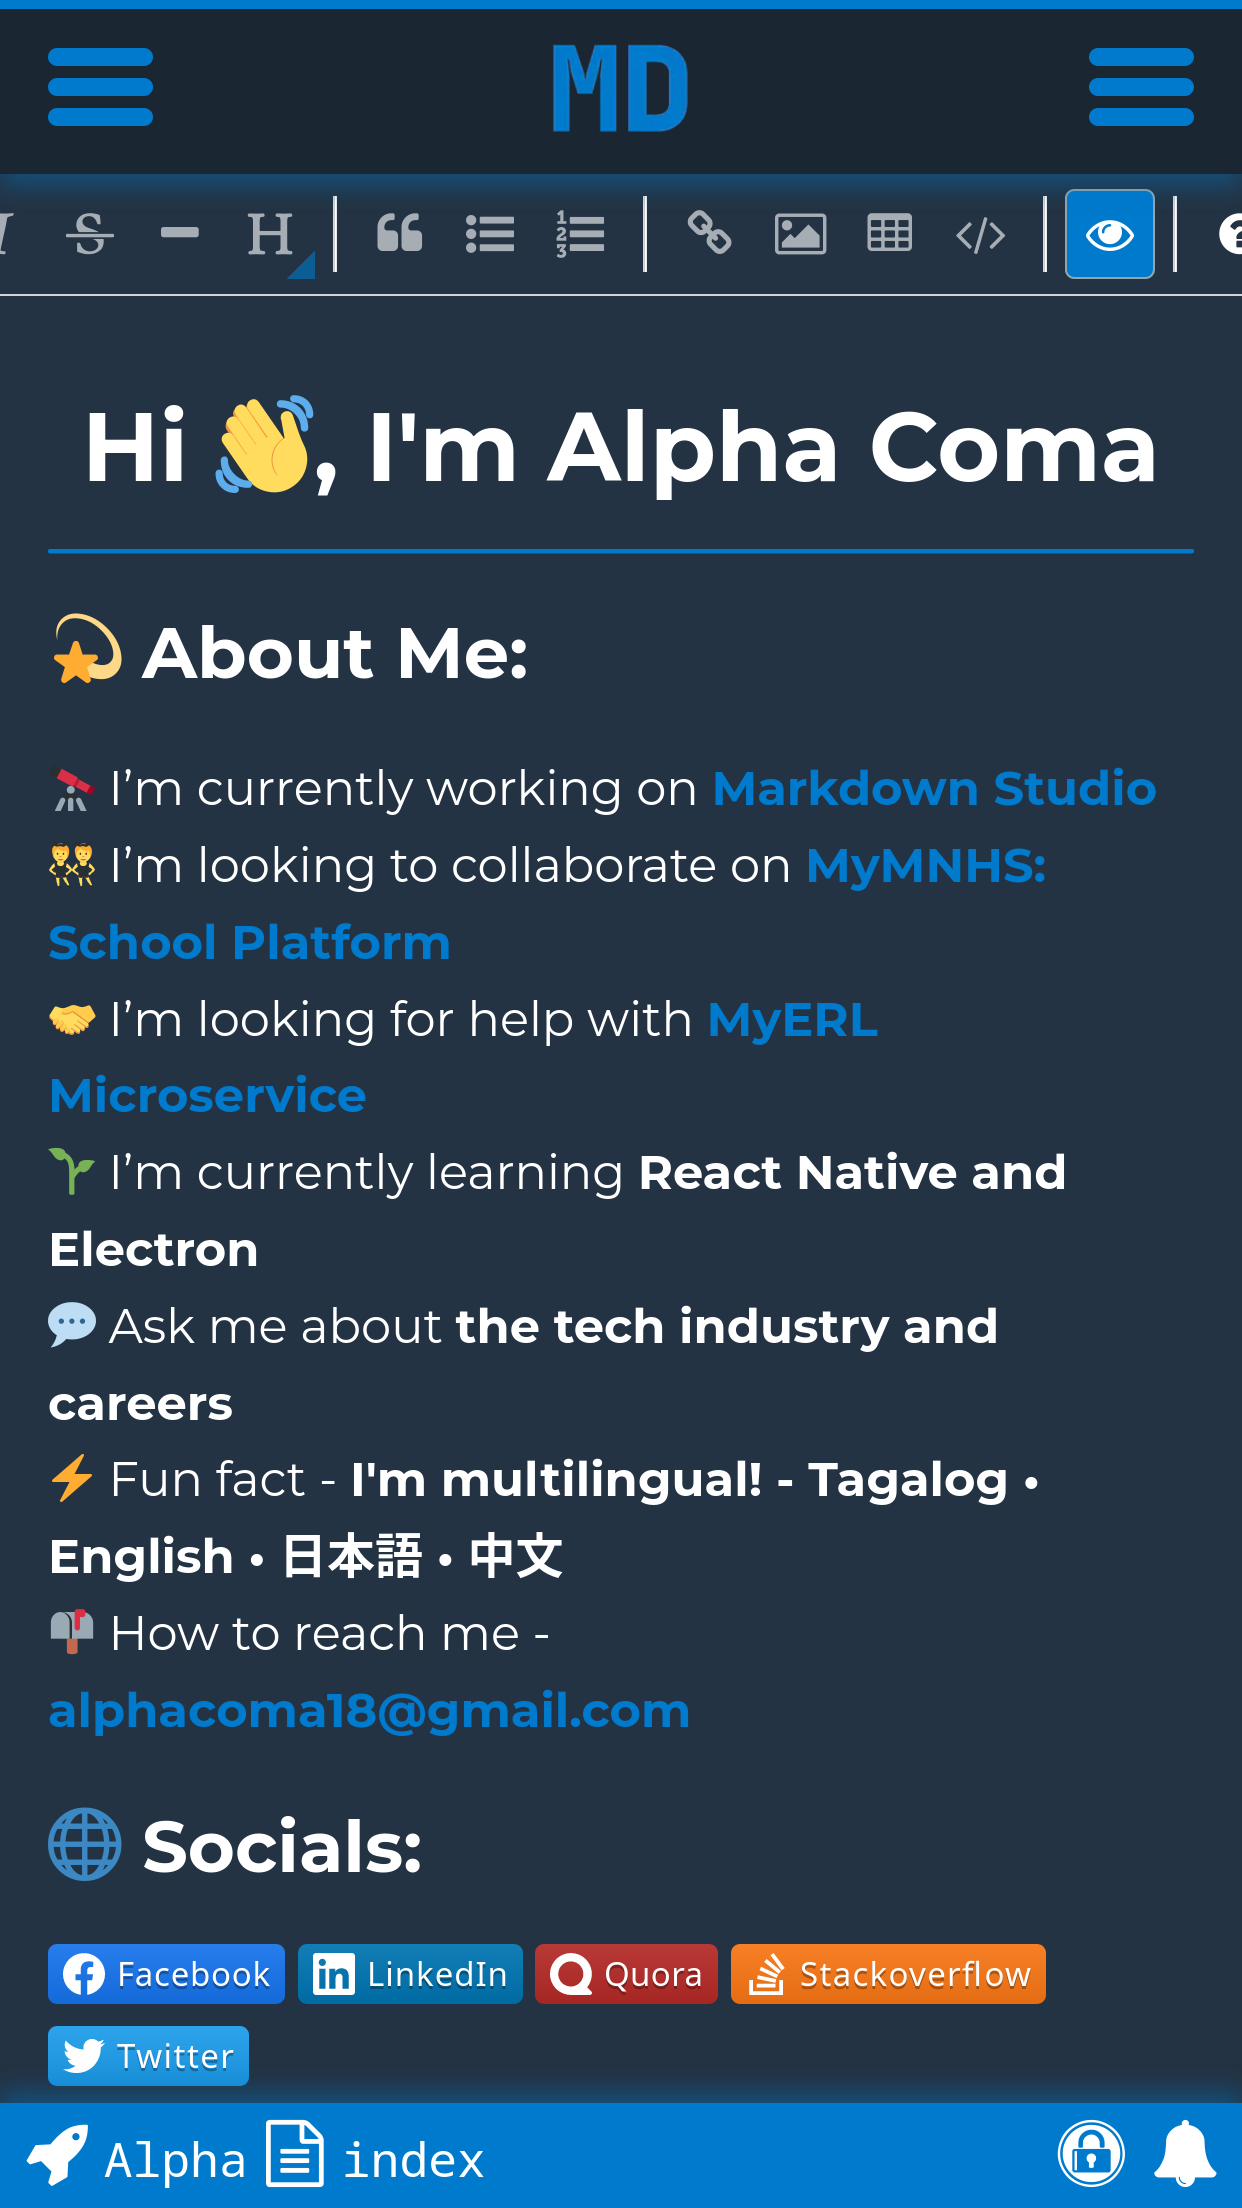 MD
I S H 1 2 3 </> ?
Hi 👋, I'm Alpha Coma
💫 About Me:
🔭 I’m currently working on Markdown Studio
👯 I’m looking to collaborate on MyMNHS:
School Platform
🤝 I’m looking for help with MyERL
Microservice
🌱 I’m currently learning React Native and
Electron
💬 Ask me about the tech industry and
careers
⚡ Fun fact - I'm multilingual! - Tagalog •
English • 日本語 • 中文
📫 How to reach me -
alphacoma18@gmail.com
🌐 Socials:
Facebook LinkedIn Quora Stackoverflow
Twitter
Alpha index